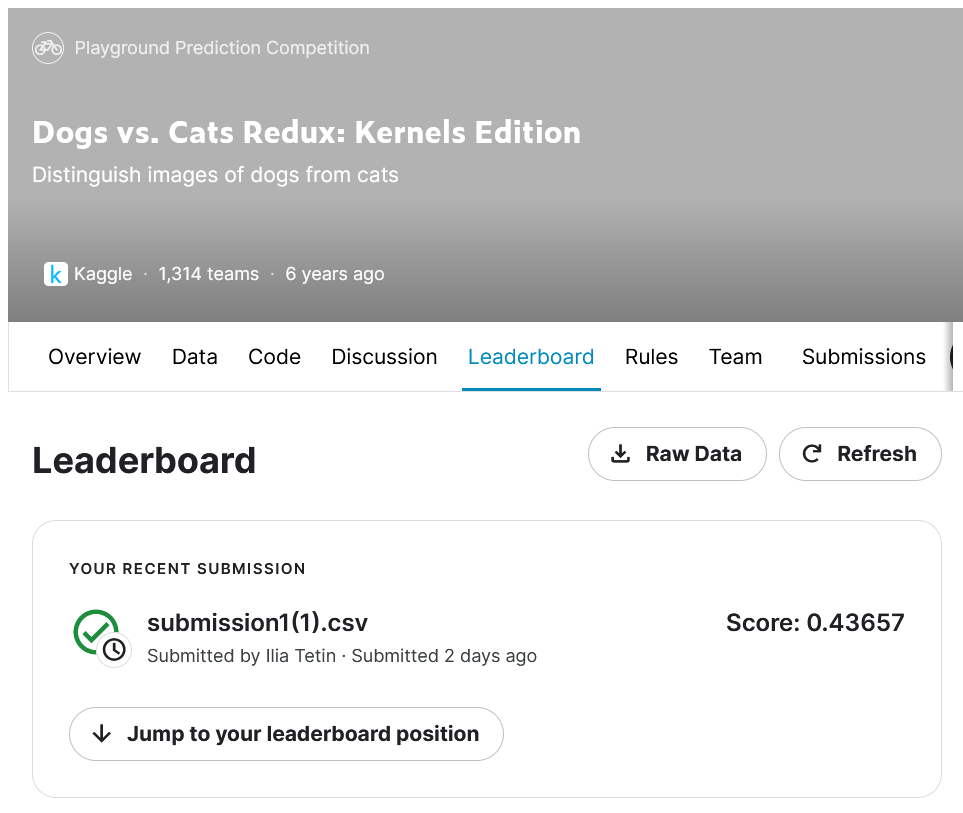 Playground Prediction Competition
Dogs vs. Cats Redux: Kernels Edition
Distinguish images of dogs from cats
k Kaggle · 1,314 teams · 6 years ago
Overview Data Code Discussion Leaderboard Rules Team Submissions
Leaderboard
Raw Data
Refresh
YOUR RECENT SUBMISSION
submission1(1).csv
Score: 0.43657
Submitted by Ilia Tetin · Submitted 2 days ago
Jump to your leaderboard position